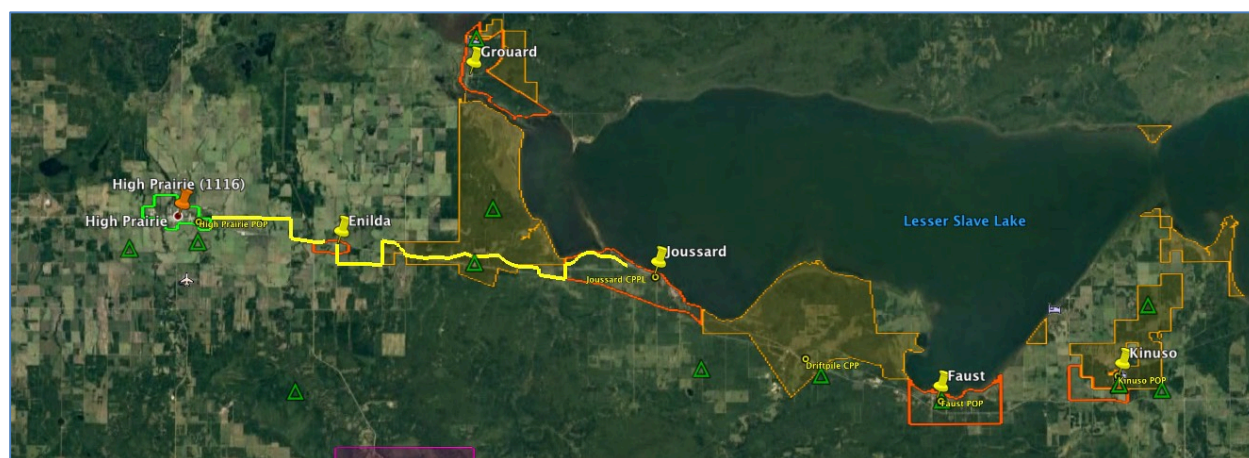 Grouard
High Prairie (1116)
High Prairie
High Prairie POP
Enilda
Lesser Slave Lake
Joussard
Joussard CPPL
Driftpile CPP
Faust
Faust POP
Kinuso
Kinuso POP